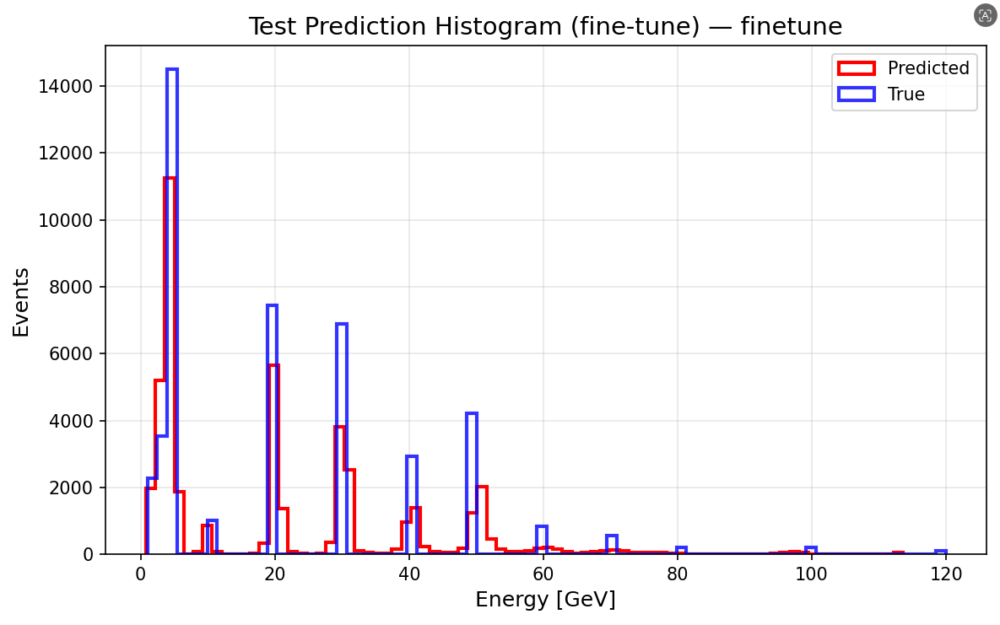 Test Prediction Histogram (fine-tune) — finetune
Predicted
True
14000
12000
10000
8000
6000
4000
2000
0
Events
0 20 40 60 80 100 120
Energy [GeV]